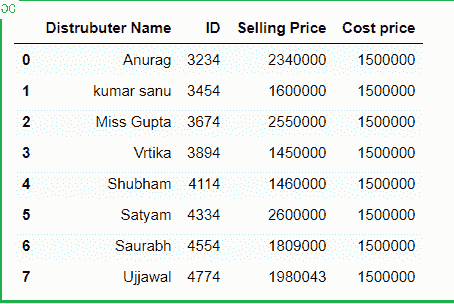 Distrubuter Name ID Selling Price Cost price
0 Anurag 3234 2340000 1500000
1 kumar sanu 3454 1600000 1500000
2 Miss Gupta 3674 2550000 1500000
3 Vrtika 3894 1450000 1500000
4 Shubham 4114 1460000 1500000
5 Satyam 4334 2600000 1500000
6 Saurabh 4554 1809000 1500000
7 Ujjawal 4774 1980043 1500000